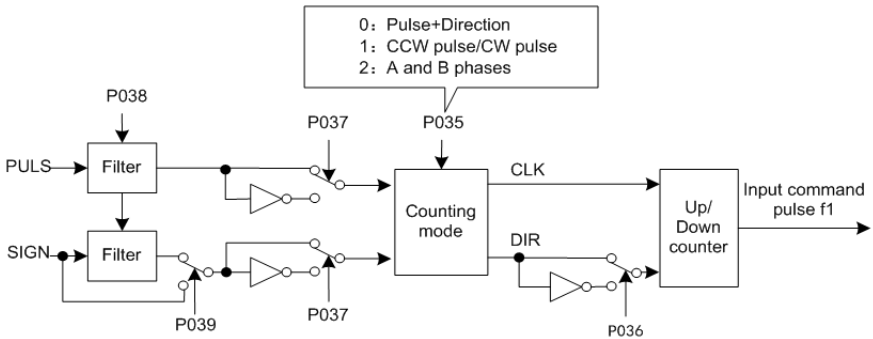 0: Pulse+Direction
1: CCW pulse/CW pulse
2: A and B phases
P038
P037
P035
PULS
Filter
CLK
Input command
pulse f1
Counting
mode
Up/
Down
counter
SIGN
Filter
DIR
P039
P037
P036